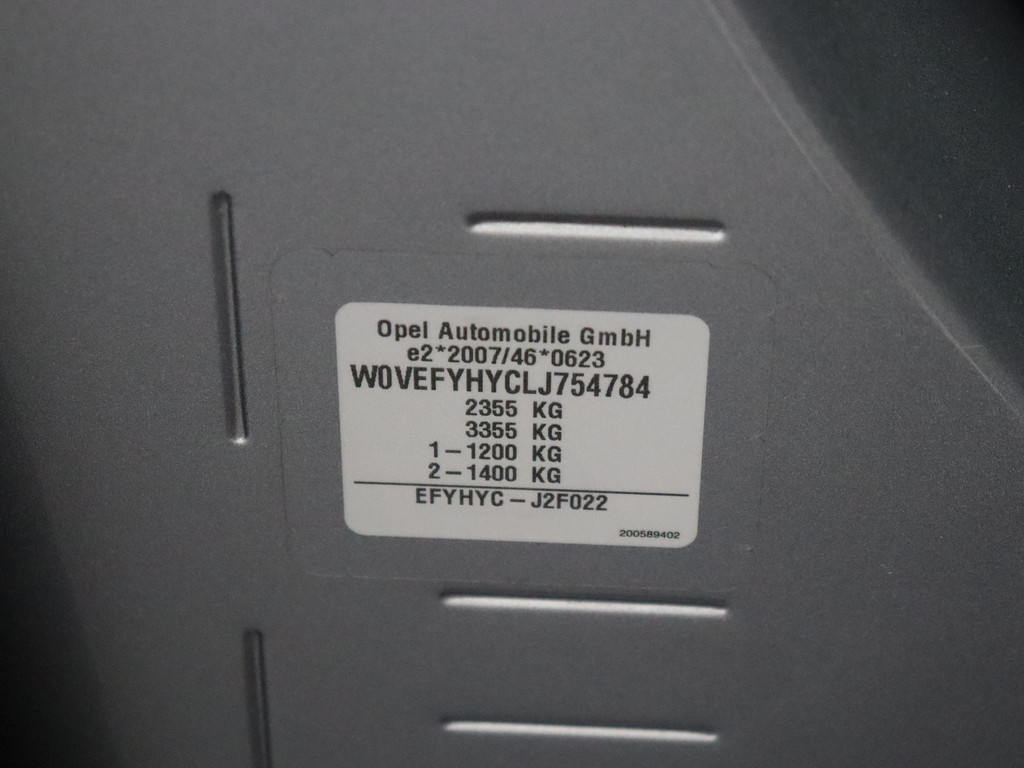 Opel Automobile GmbH
e2*2007/46*0623
W0VEFYHYCLJ754784
2355 KG
3355 KG
1-1200 KG
2-1400 KG
EFYHYC-J2F022
200589402